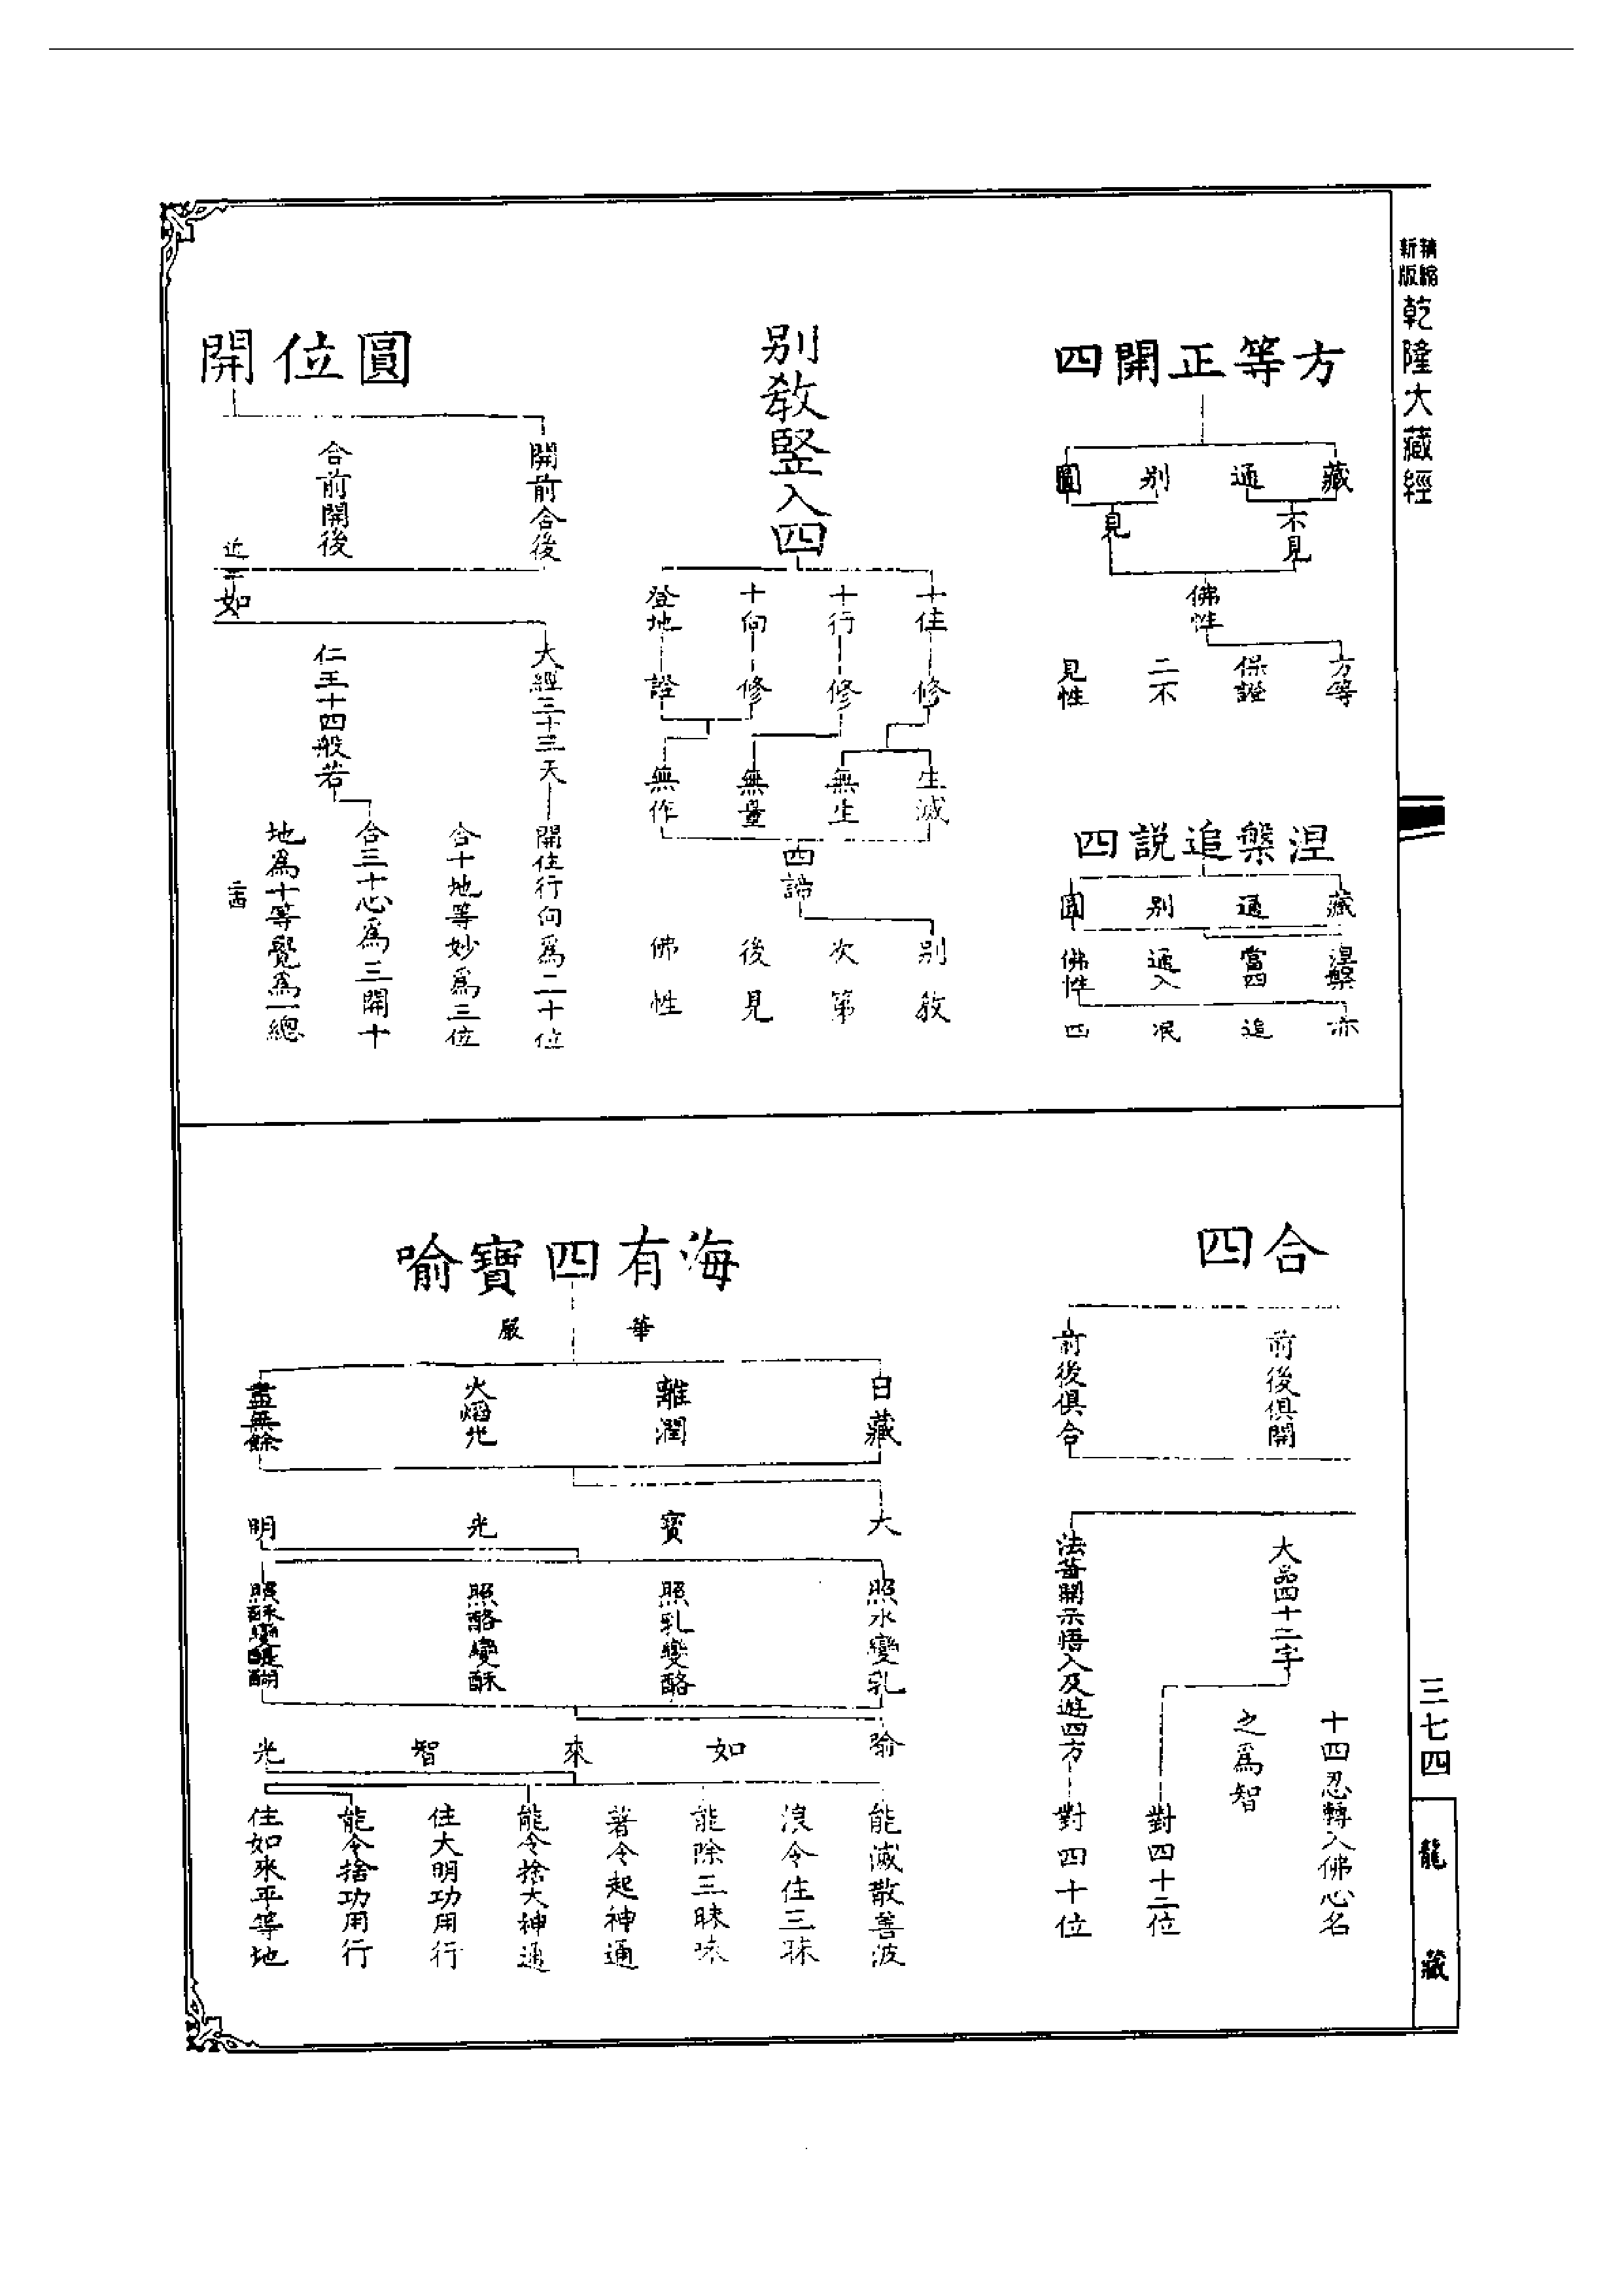 精縮
新版
乾隆大藏經
方等正開四
藏
通
别
圓
不見
見
佛性
方等
保證
二不
見性
涅槃追説四
藏
通
别
圓
涅槃
當四
通入
佛性
亦
追
泯
四
别教竪入四
十住
十行
十向
登地
修
修
修
證
生滅
無生
無量
無作
四諦
别教
次第
後見
佛性
圓位開
開前合後
合前開後
近
如
大經三十三天
仁王十四般若
開住行向爲二十位
合十地等妙爲三位
合三十心爲三開十
地爲十等覺爲一總
合四
前後俱開
前後俱合
大品四十二字
法華開示悟入及遊四方
十四忍轉入佛心名
之爲智
對四十二位
對四十位
海有四寶喻
華嚴
日藏
離潤
火熖光
盡無餘
大寶光明
照水變乳
照乳變酪
照酪變酥
照酥變醍醐
喻如來智光
能滅散善波
浪令住三昧
能除三昧味
著令起神通
能令捨大神通
住大明功用行
能令捨功用行
住如來平等地
三七四
龍藏